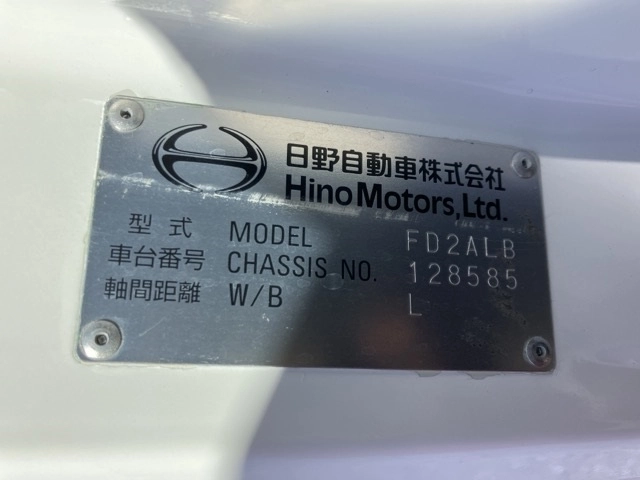 日野自動車株式会社
Hino Motors, Ltd.
型式 MODEL FD2ALB
車台番号 CHASSIS NO. 128585
軸間距離 W/B L